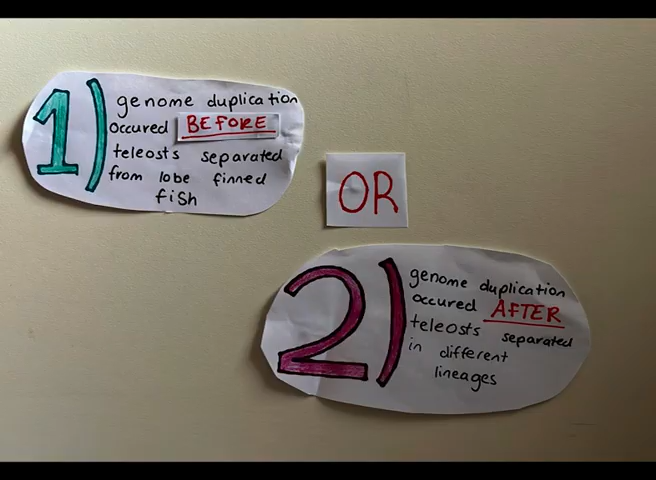 1) genome duplication
occured BEFORE
teleosts separated
from lobe finned
fish
OR
2) genome duplication
occured AFTER
teleosts separated
in different
lineages